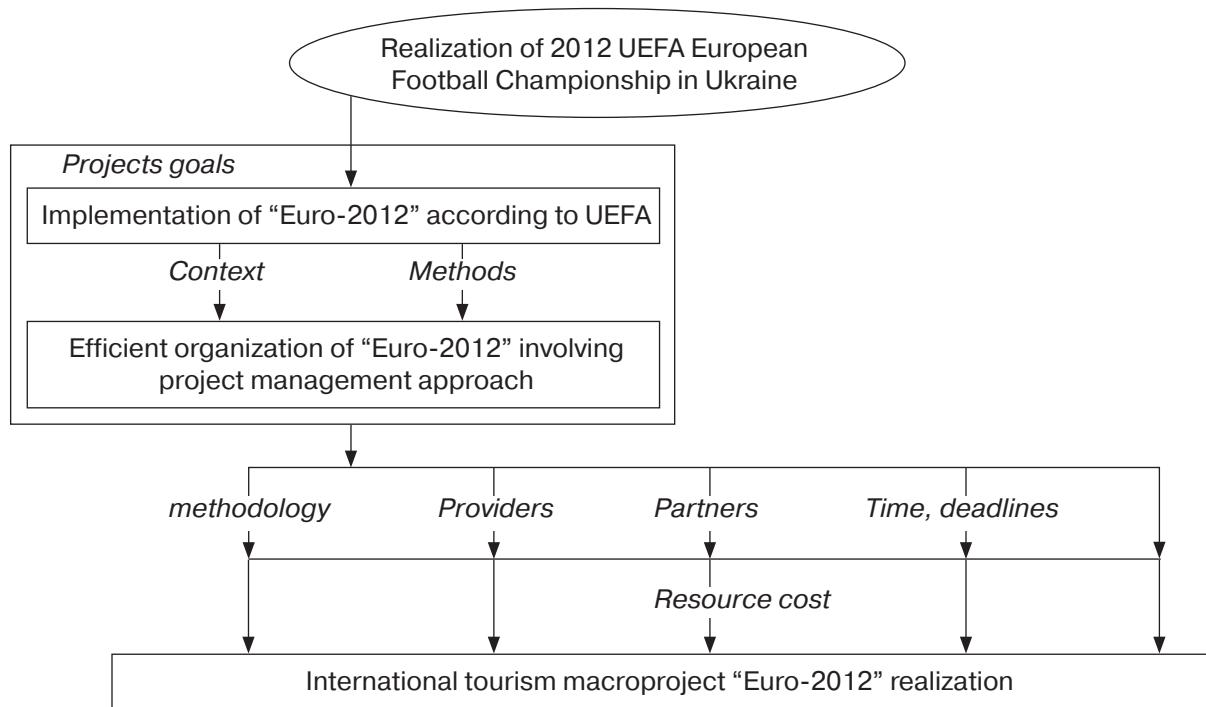 Realization of 2012 UEFA European
Football Championship in Ukraine
Projects goals
Implementation of “Euro-2012” according to UEFA
Context
Methods
Efficient organization of “Euro-2012” involving
project management approach
methodology
Providers
Partners
Time, deadlines
Resource cost
International tourism macroproject “Euro-2012” realization